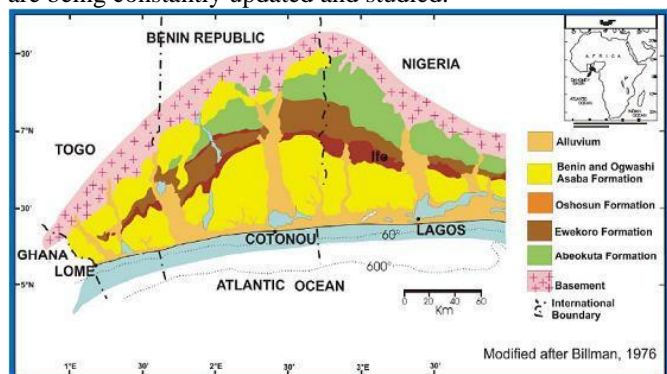 are being constantly updated and studied.
BENIN REPUBLIC
NIGERIA
TOGO
Ife
GHANA
LOME
COTONOU
LAGOS
60°
600°
ATLANTIC OCEAN
30'
7°N
30'
5°N
1°E
30'
30'
30'
0 20 40 60
Km
AFRICA
Alluvium
Benin and Ogwashi
Asaba Formation
Oshosun Formation
Ewekoro Formation
Abeokuta Formation
Basement
International
Boundary
Modified after Billman, 1976